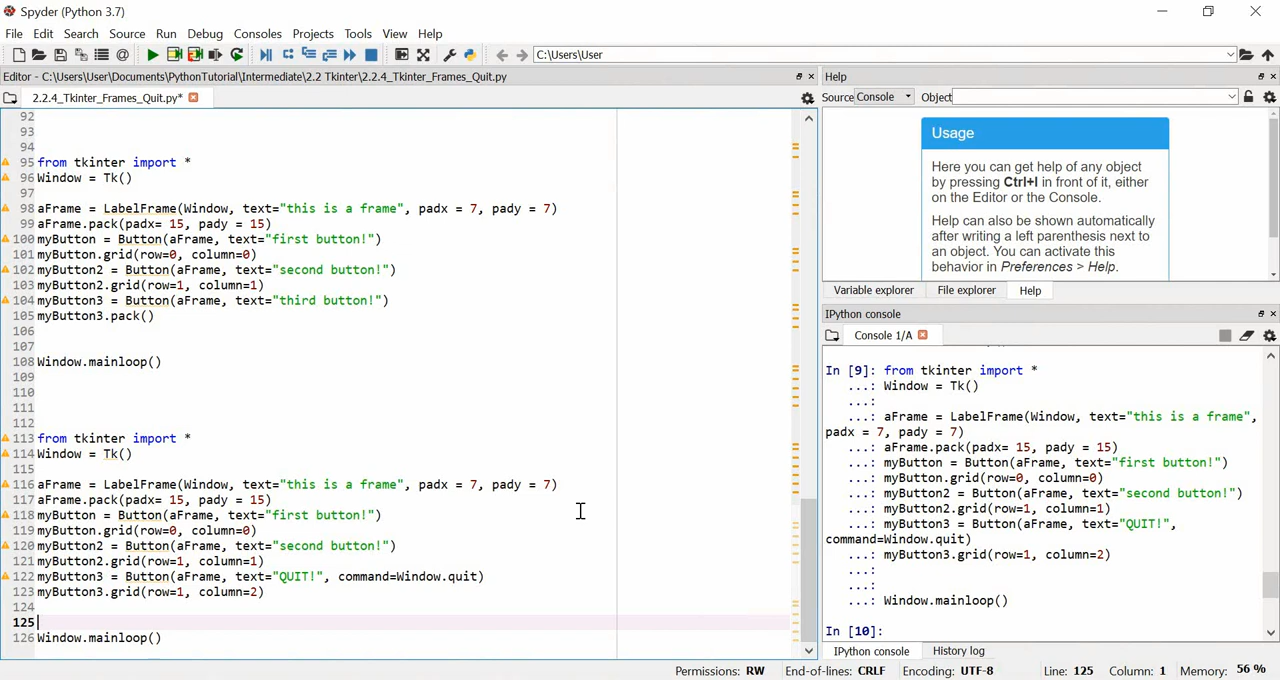 Spyder (Python 3.7)
File Edit Search Source Run Debug Consoles Projects Tools View Help
C:\Users\User
Editor - C:\Users\User\Documents\PythonTutorial\Intermediate\2.2 Tkinter\2.2.4_Tkinter_Frames_Quit.py
2.2.4_Tkinter_Frames_Quit.py*
92
93
94
95 from tkinter import *
96 Window = Tk()
97
98 aFrame = LabelFrame(Window, text="this is a frame", padx = 7, pady = 7)
99 aFrame.pack(padx= 15, pady = 15)
100 myButton = Button(aFrame, text="first button!")
101 myButton.grid(row=0, column=0)
102 myButton2 = Button(aFrame, text="second button!")
103 myButton2.grid(row=1, column=1)
104 myButton3 = Button(aFrame, text="third button!")
105 myButton3.pack()
106
107
108 Window.mainloop()
109
110
111
112
113 from tkinter import *
114 Window = Tk()
115
116 aFrame = LabelFrame(Window, text="this is a frame", padx = 7, pady = 7)
117 aFrame.pack(padx= 15, pady = 15)
118 myButton = Button(aFrame, text="first button!")
119 myButton.grid(row=0, column=0)
120 myButton2 = Button(aFrame, text="second button!")
121 myButton2.grid(row=1, column=1)
122 myButton3 = Button(aFrame, text="QUIT!", command=Window.quit)
123 myButton3.grid(row=1, column=2)
124
125
126 Window.mainloop()
Help
Source Console Object
Usage
Here you can get help of any object
by pressing Ctrl+I in front of it, either
on the Editor or the Console.
Help can also be shown automatically
after writing a left parenthesis next to
an object. You can activate this
behavior in Preferences > Help.
Variable explorer File explorer Help
IPython console
Console 1/A
In [9]: from tkinter import *
...: Window = Tk()
...:
...: aFrame = LabelFrame(Window, text="this is a frame",
padx = 7, pady = 7)
...: aFrame.pack(padx= 15, pady = 15)
...: myButton = Button(aFrame, text="first button!")
...: myButton.grid(row=0, column=0)
...: myButton2 = Button(aFrame, text="second button!")
...: myButton2.grid(row=1, column=1)
...: myButton3 = Button(aFrame, text="QUIT!",
command=Window.quit)
...: myButton3.grid(row=1, column=2)
...:
...:
...: Window.mainloop()
In [10]:
IPython console History log
Permissions: RW End-of-lines: CRLF Encoding: UTF-8 Line: 125 Column: 1 Memory: 56 %